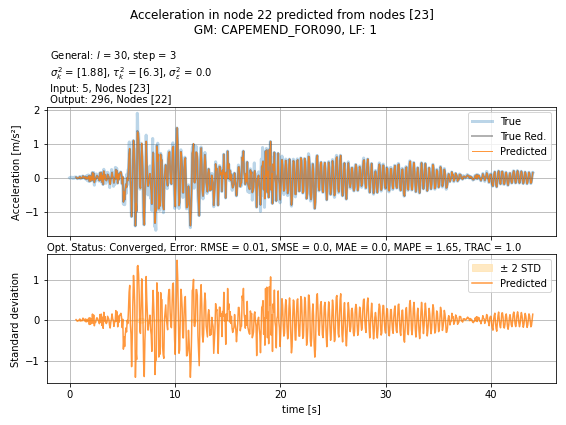 Acceleration in node 22 predicted from nodes [23]
GM: CAPEMEND_FOR090, LF: 1
General: l = 30, step = 3
σ²ₖ = [1.88], τ²ₖ = [6.3], σ²ε = 0.0
Input: 5, Nodes [23]
Output: 296, Nodes [22]
2
1
0
−1
Acceleration [m/s²]
True
True Red.
Predicted
Opt. Status: Converged, Error: RMSE = 0.01, SMSE = 0.0, MAE = 0.0, MAPE = 1.65, TRAC = 1.0
1
0
−1
Standard deviation
± 2 STD
Predicted
0
10
20
30
40
time [s]